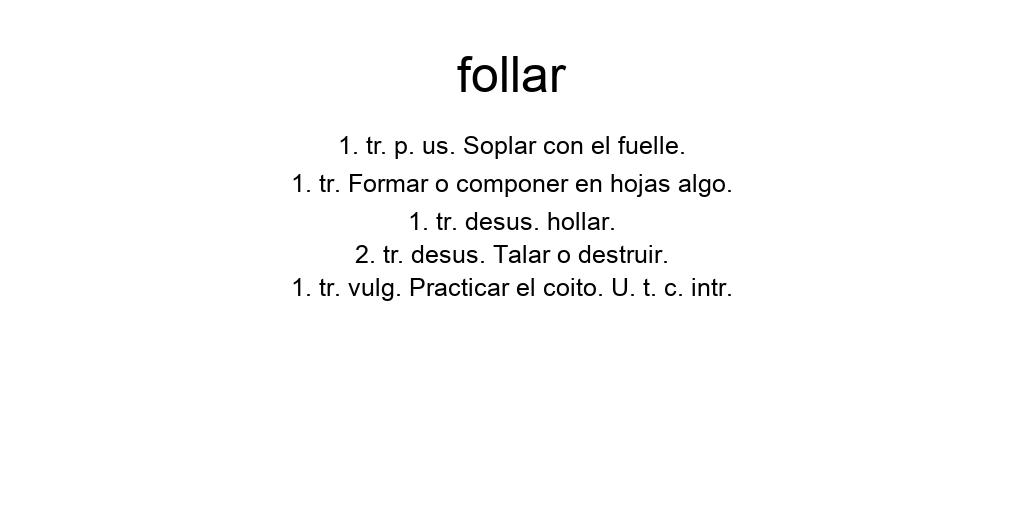 follar
1. tr. p. us. Soplar con el fuelle.
1. tr. Formar o componer en hojas algo.
1. tr. desus. hollar.
2. tr. desus. Talar o destruir.
1. tr. vulg. Practicar el coito. U. t. c. intr.